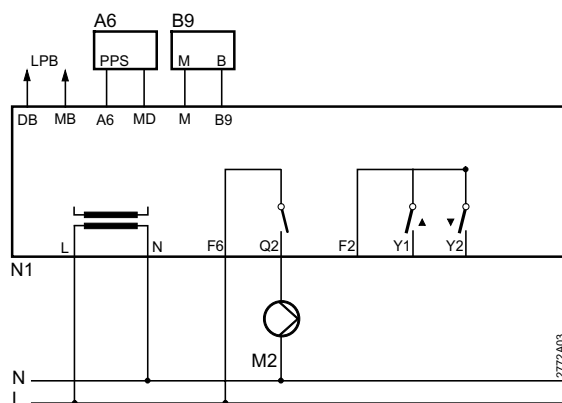 A6 B9
LPB PPS M B
DB MB A6 MD M B9
L N F6 Q2 F2 Y1 Y2
N1
M2
N
L
2772A03